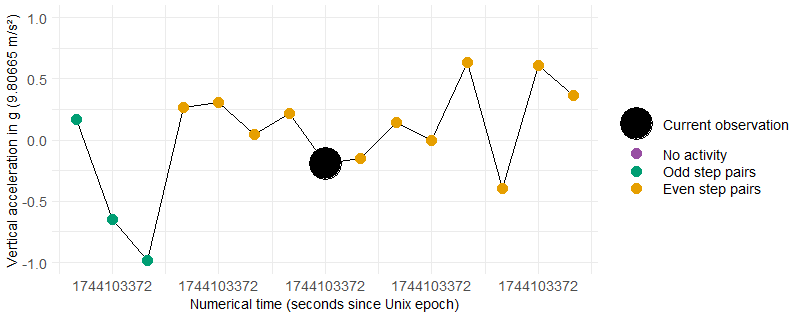 Vertical acceleration in g (9.80665 m/s²)
1.0
0.5
0.0
-0.5
-1.0
1744103372 1744103372 1744103372 1744103372 1744103372
Numerical time (seconds since Unix epoch)
Current observation
No activity
Odd step pairs
Even step pairs